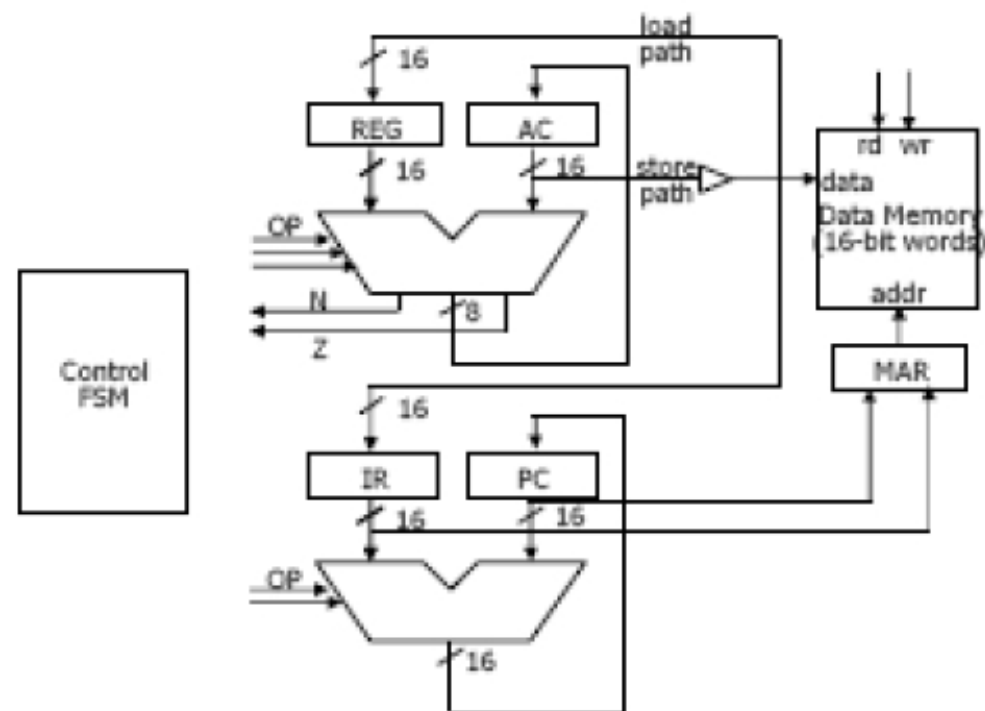 load
path
16
REG
AC
rd wr
16
16
store
path
data
Data Memory
(16-bit words)
OP
addr
N
8
Z
Control
FSM
MAR
16
IR
PC
16
16
OP
16